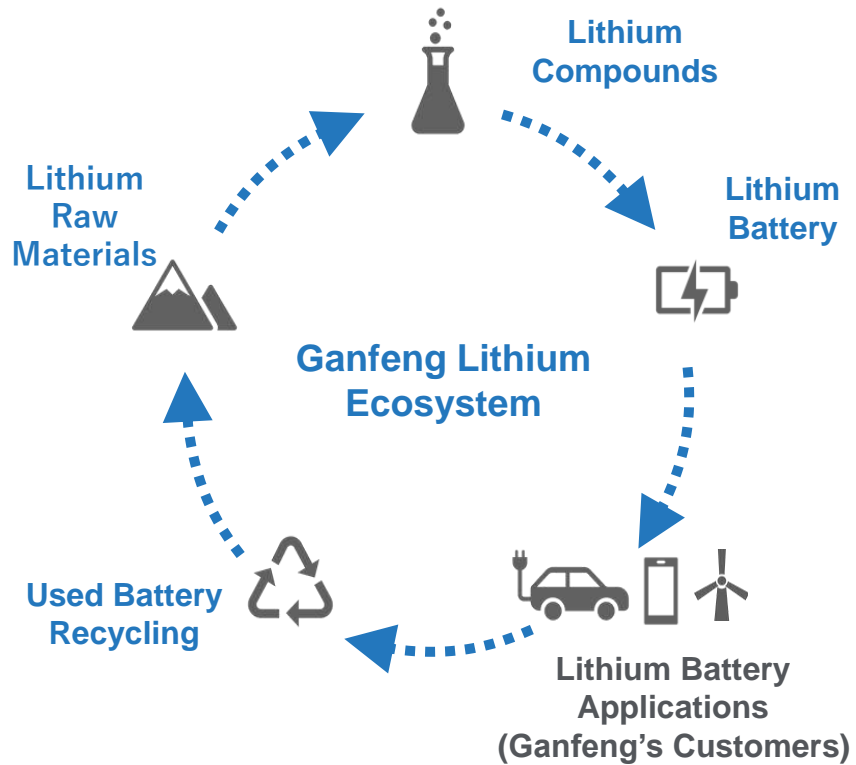 Lithium
Compounds
Lithium
Battery
Lithium
Raw
Materials
Ganfeng Lithium
Ecosystem
Used Battery
Recycling
Lithium Battery
Applications
(Ganfeng’s Customers)